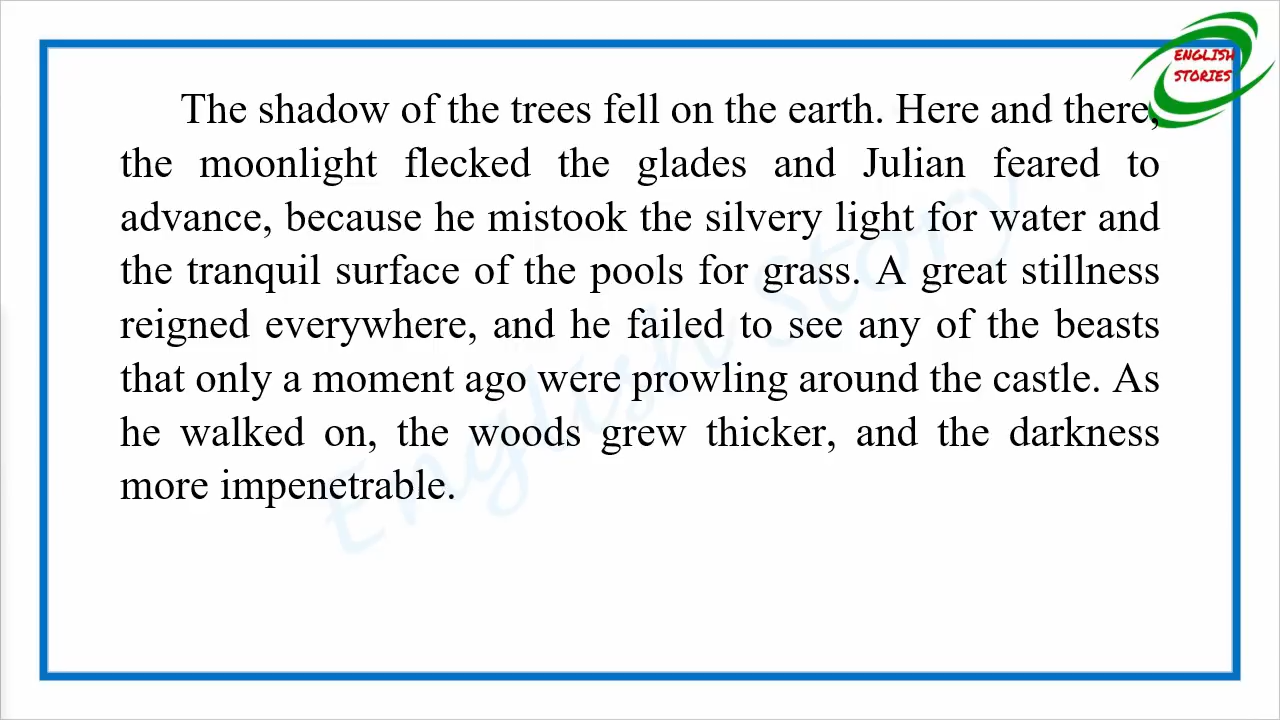 ENGLISH
STORIES
The shadow of the trees fell on the earth. Here and there,
the moonlight flecked the glades and Julian feared to
advance, because he mistook the silvery light for water and
the tranquil surface of the pools for grass. A great stillness
reigned everywhere, and he failed to see any of the beasts
that only a moment ago were prowling around the castle. As
he walked on, the woods grew thicker, and the darkness
more impenetrable.
English Story